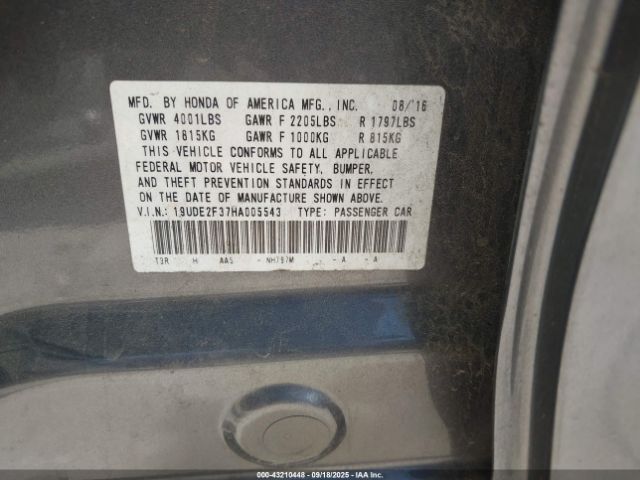 MFD. BY HONDA OF AMERICA MFG., INC. 08/'16
GVWR 4001LBS GAWR F 2205LBS R 1797LBS
GVWR 1815KG GAWR F 1000KG R 815KG
THIS VEHICLE CONFORMS TO ALL APPLICABLE
FEDERAL MOTOR VEHICLE SAFETY, BUMPER,
AND THEFT PREVENTION STANDARDS IN EFFECT
ON THE DATE OF MANUFACTURE SHOWN ABOVE.
V.I.N.: 19UDE2F37HA005543 TYPE: PASSENGER CAR
T3R H AA5 - NH797M - A - A
000-43210448 - 09/18/2025 - IAA Corp.